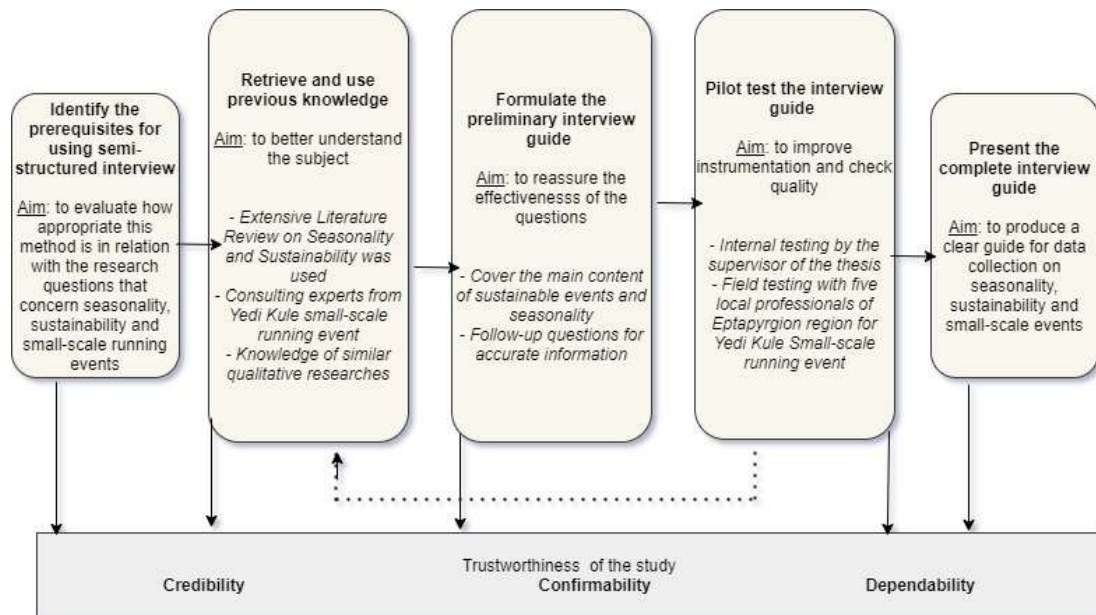 Identify the
prerequisites for
using semi-
structured interview
Aim: to evaluate how
appropriate this
method is in relation
with the research
questions that
concern seasonality,
sustainability and
small-scale running
events
Retrieve and use
previous knowledge
Aim: to better understand
the subject
- Extensive Literature
Review on Seasonality
and Sustainability was
used
- Consulting experts from
Yedi Kule small-scale
running event
- Knowledge of similar
qualitative researches
Formulate the
preliminary interview
guide
Aim: to reassure the
effectivenesss of the
questions
- Cover the main content
of sustainable events and
seasonality
- Follow-up questions for
accurate information
Pilot test the interview
guide
Aim: to improve
instrumentation and check
quality
- Internal testing by the
supervisor of the thesis
- Field testing with five
local professionals of
Eptapyrgion region for
Yedi Kule Small-scale
running event
Present the
complete interview
guide
Aim: to produce a
clear guide for data
collection on
seasonality,
sustainability and
small-scale events
Trustworthiness of the study
Credibility
Confirmability
Dependability